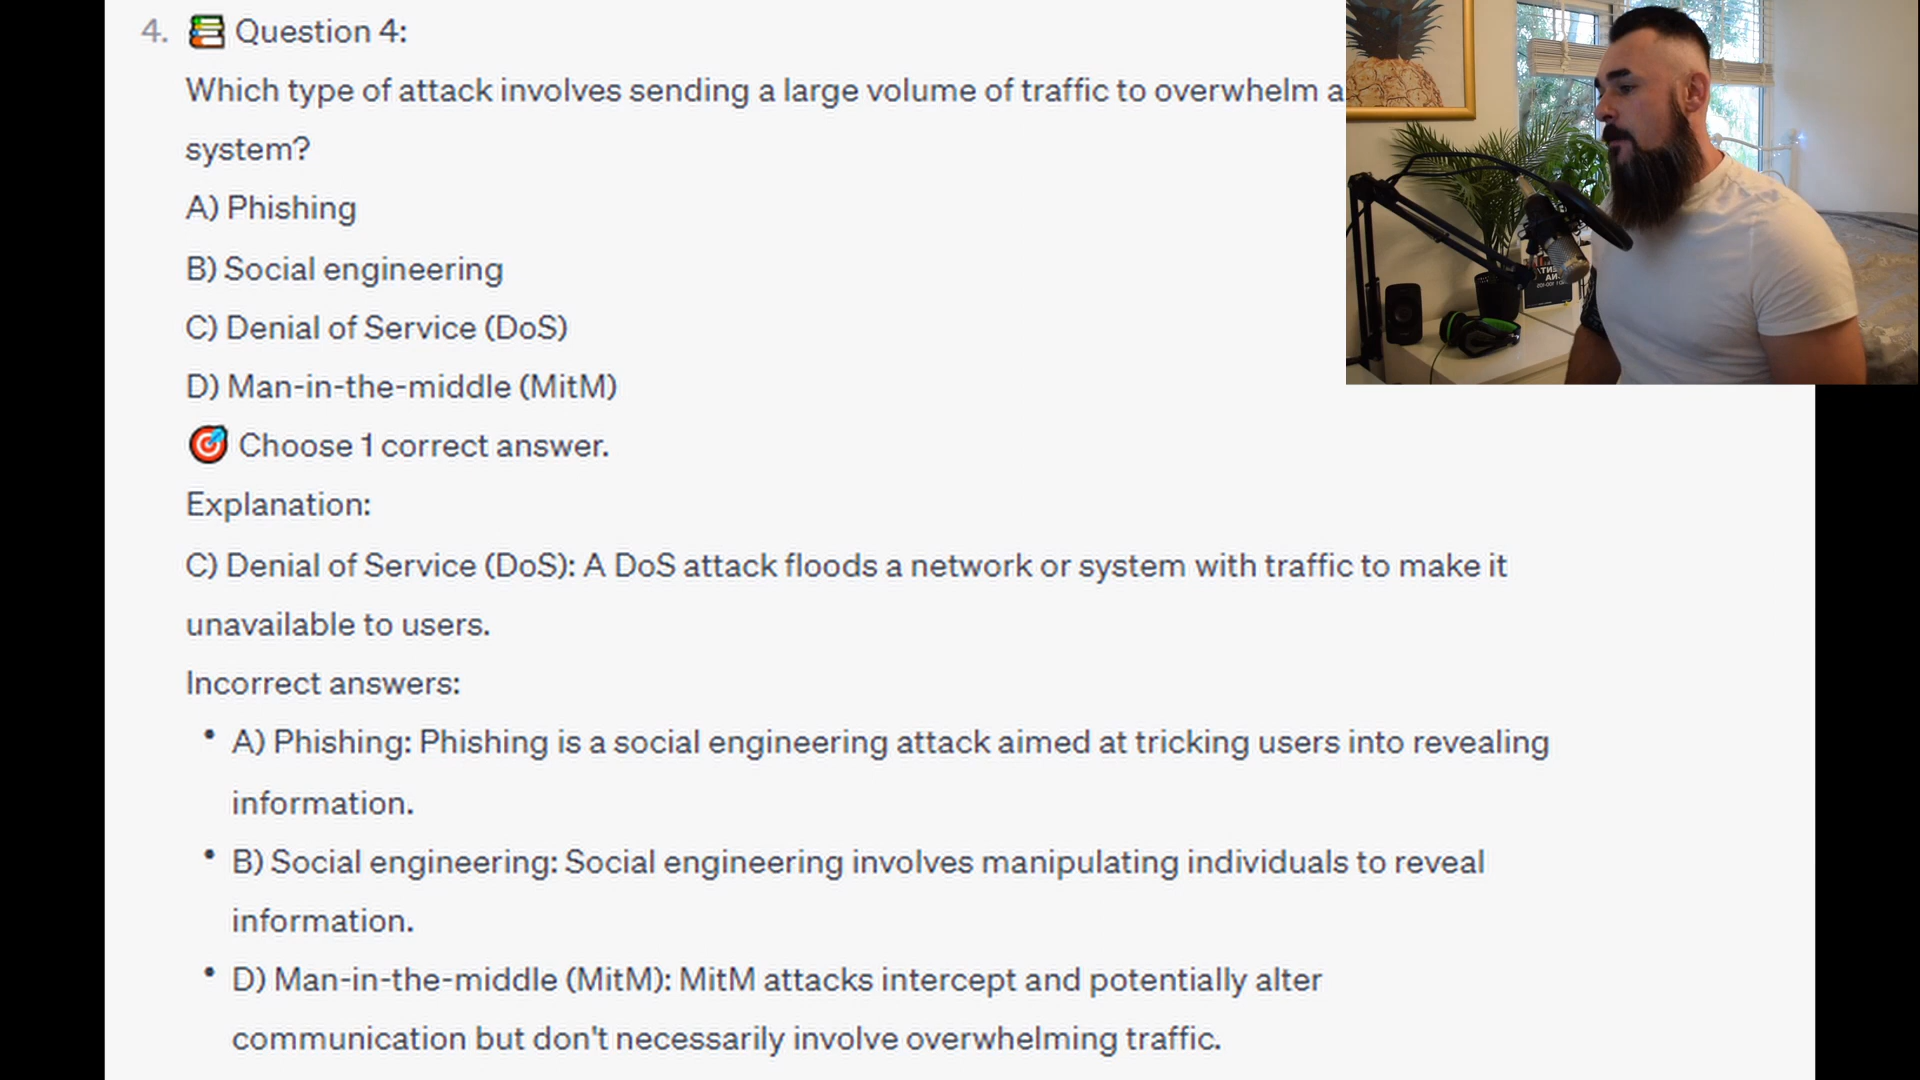 4. 📚 Question 4:
Which type of attack involves sending a large volume of traffic to overwhelm a
system?
A) Phishing
B) Social engineering
C) Denial of Service (DoS)
D) Man-in-the-middle (MitM)
🎯 Choose 1 correct answer.
Explanation:
C) Denial of Service (DoS): A DoS attack floods a network or system with traffic to make it
unavailable to users.
Incorrect answers:
• A) Phishing: Phishing is a social engineering attack aimed at tricking users into revealing
information.
• B) Social engineering: Social engineering involves manipulating individuals to reveal
information.
• D) Man-in-the-middle (MitM): MitM attacks intercept and potentially alter
communication but don't necessarily involve overwhelming traffic.